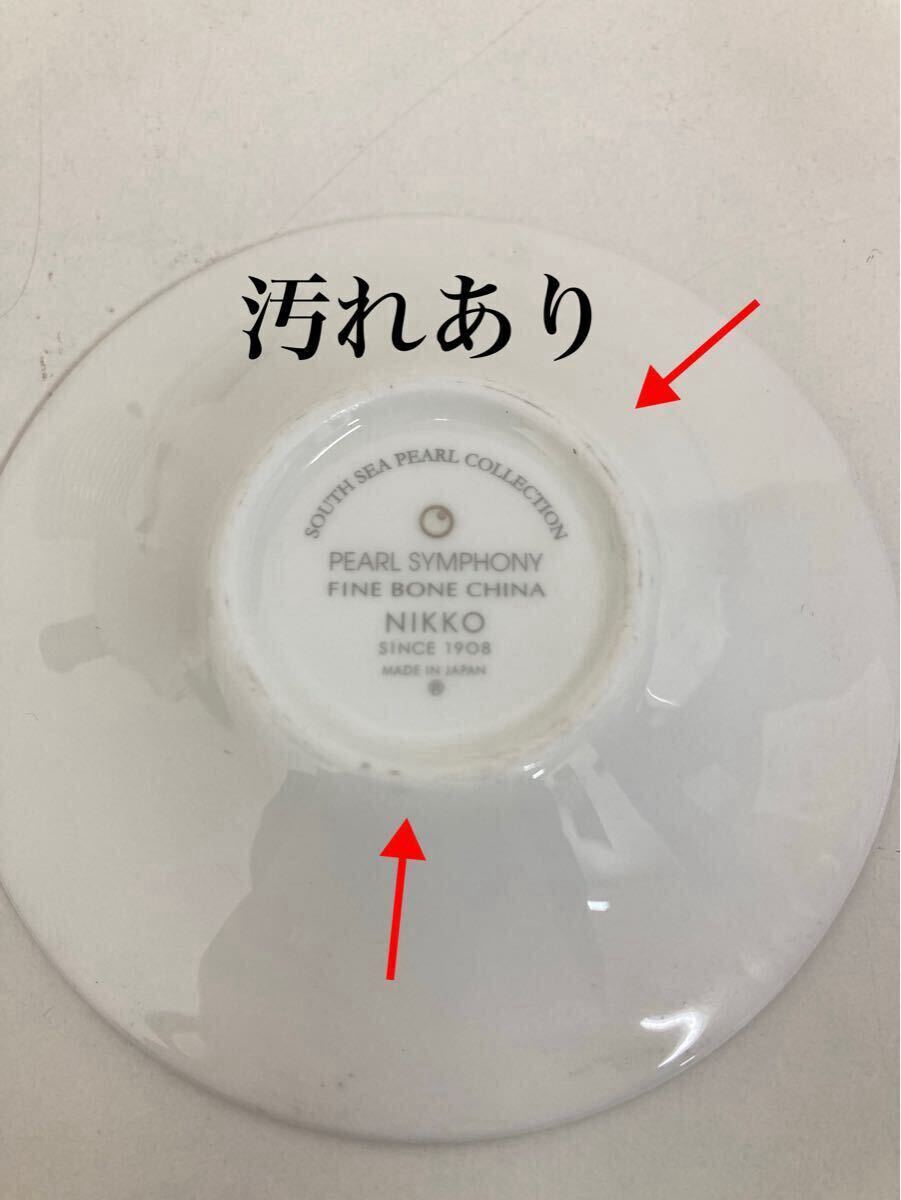 汚れあり
SOUTH SEA PEARL COLLECTION
PEARL SYMPHONY
FINE BONE CHINA
NIKKO
SINCE 1908
MADE IN JAPAN
®